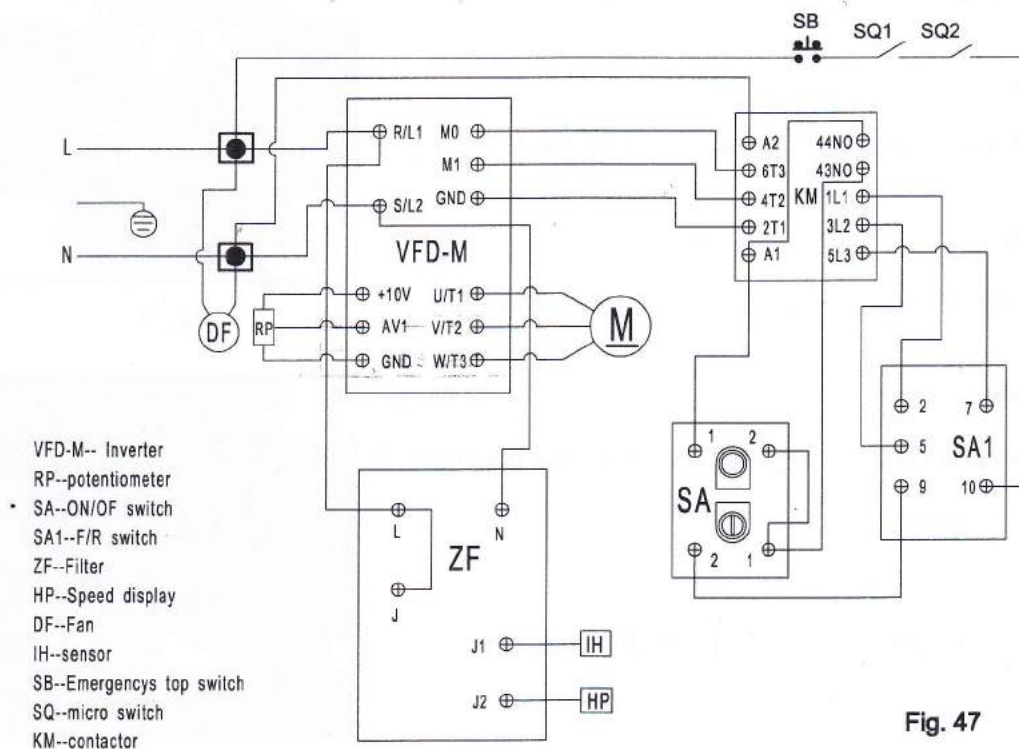 SB
SQ1 SQ2
L
N
DF
RP
R/L1 M0
M1
S/L2 GND
VFD-M
+10V U/T1
AV1 V/T2
GND W/T3
M
A2 44NO
6T3 43NO
4T2 KM 1L1
2T1 3L2
A1 5L3
1 2
SA
2 1
2 7
5 SA1
9 10
L N
ZF
J
J1 IH
J2 HP
VFD-M-- Inverter
RP--potentiometer
SA--ON/OF switch
SA1--F/R switch
ZF--Filter
HP--Speed display
DF--Fan
IH--sensor
SB--Emergencys top switch
SQ--micro switch
KM--contactor
Fig. 47